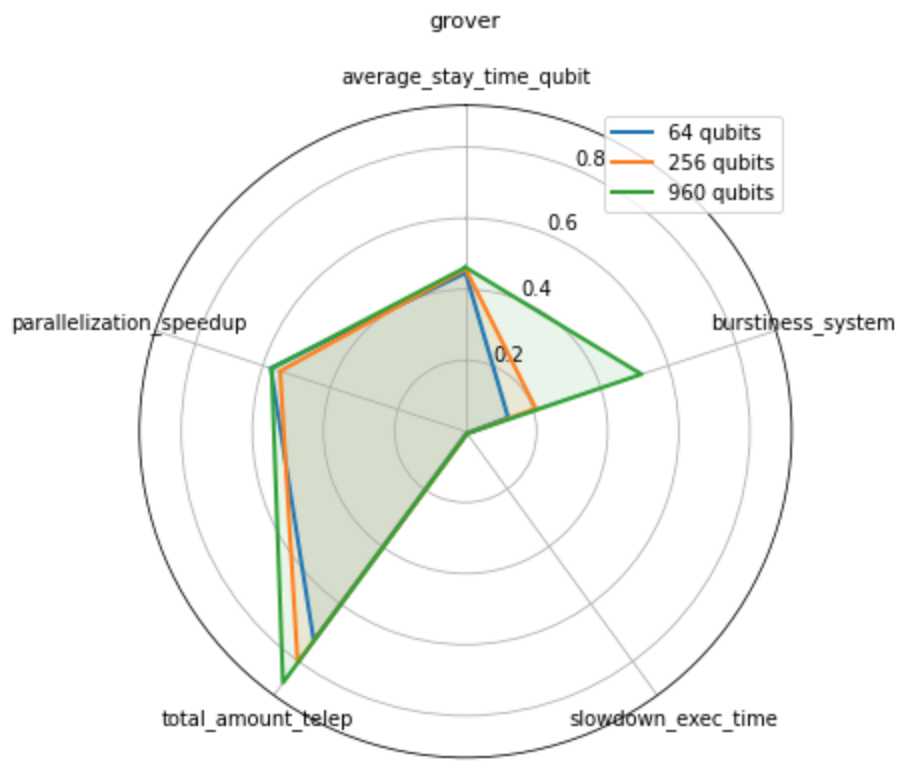 grover
average_stay_time_qubit
64 qubits
256 qubits
960 qubits
0.8
0.6
0.4
0.2
parallelization_speedup
burstiness_system
total_amount_telep
slowdown_exec_time